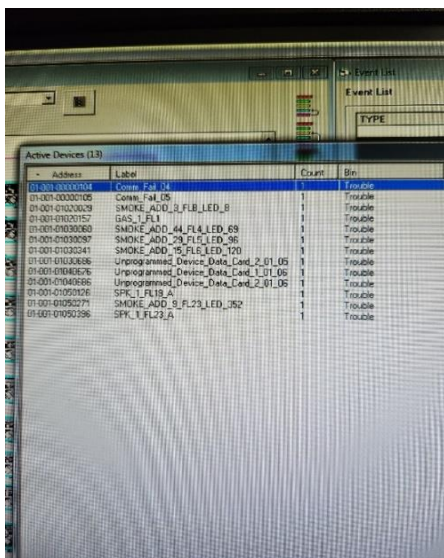 Event List
Event List
TYPE
Active Devices (13)
Address Label Count Bin
01-001-00000104 Comm_Fail_04 1 Trouble
01-001-00000105 Comm_Fail_05 1 Trouble
01-001-01020029 SMOKE_ADD_3_FL8_LED_8 1 Trouble
01-001-01020157 GAS_1_FL1 1 Trouble
01-001-01030060 SMOKE_ADD_44_FL4_LED_69 1 Trouble
01-001-01030097 SMOKE_ADD_29_FL5_LED_96 1 Trouble
01-001-01030341 SMOKE_ADD_15_FL6_LED_120 1 Trouble
01-001-01030686 Unprogrammed_Device_Data_Card_2_01_05 1 Trouble
01-001-01040676 Unprogrammed_Device_Data_Card_1_01_06 1 Trouble
01-001-01040686 Unprogrammed_Device_Data_Card_2_01_06 1 Trouble
01-001-01050126 SPK_1_FL19_A 1 Trouble
01-001-01050271 SMOKE_ADD_9_FL23_LED_352 1 Trouble
01-001-01050396 SPK_1_FL23_A 1 Trouble